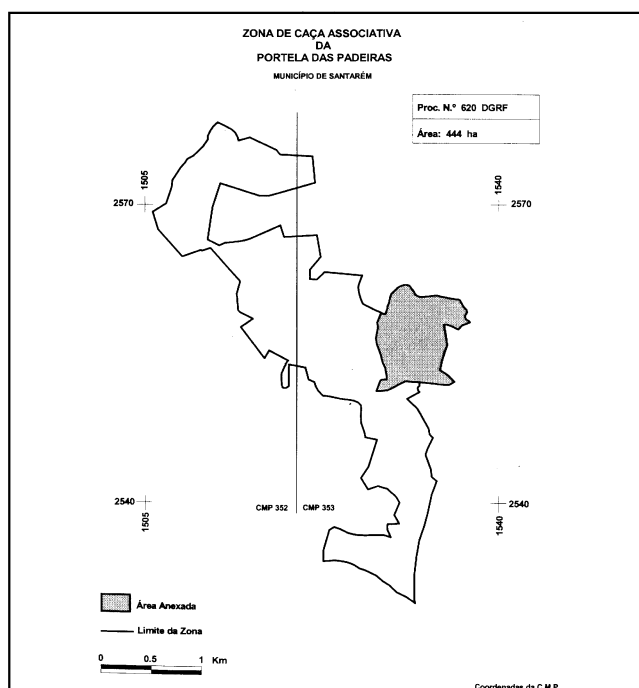 ZONA DE CAÇA ASSOCIATIVA
DA
PORTELA DAS PADEIRAS
MUNICÍPIO DE SANTARÉM
Proc. N.º 620 DGRF
Área: 444 ha
1505
1540
2570
2570
2540
2540
1505
1540
CMP 352
CMP 353
Área Anexada
Limite da Zona
0 0.5 1 Km
Coordenadas da C.M.P.